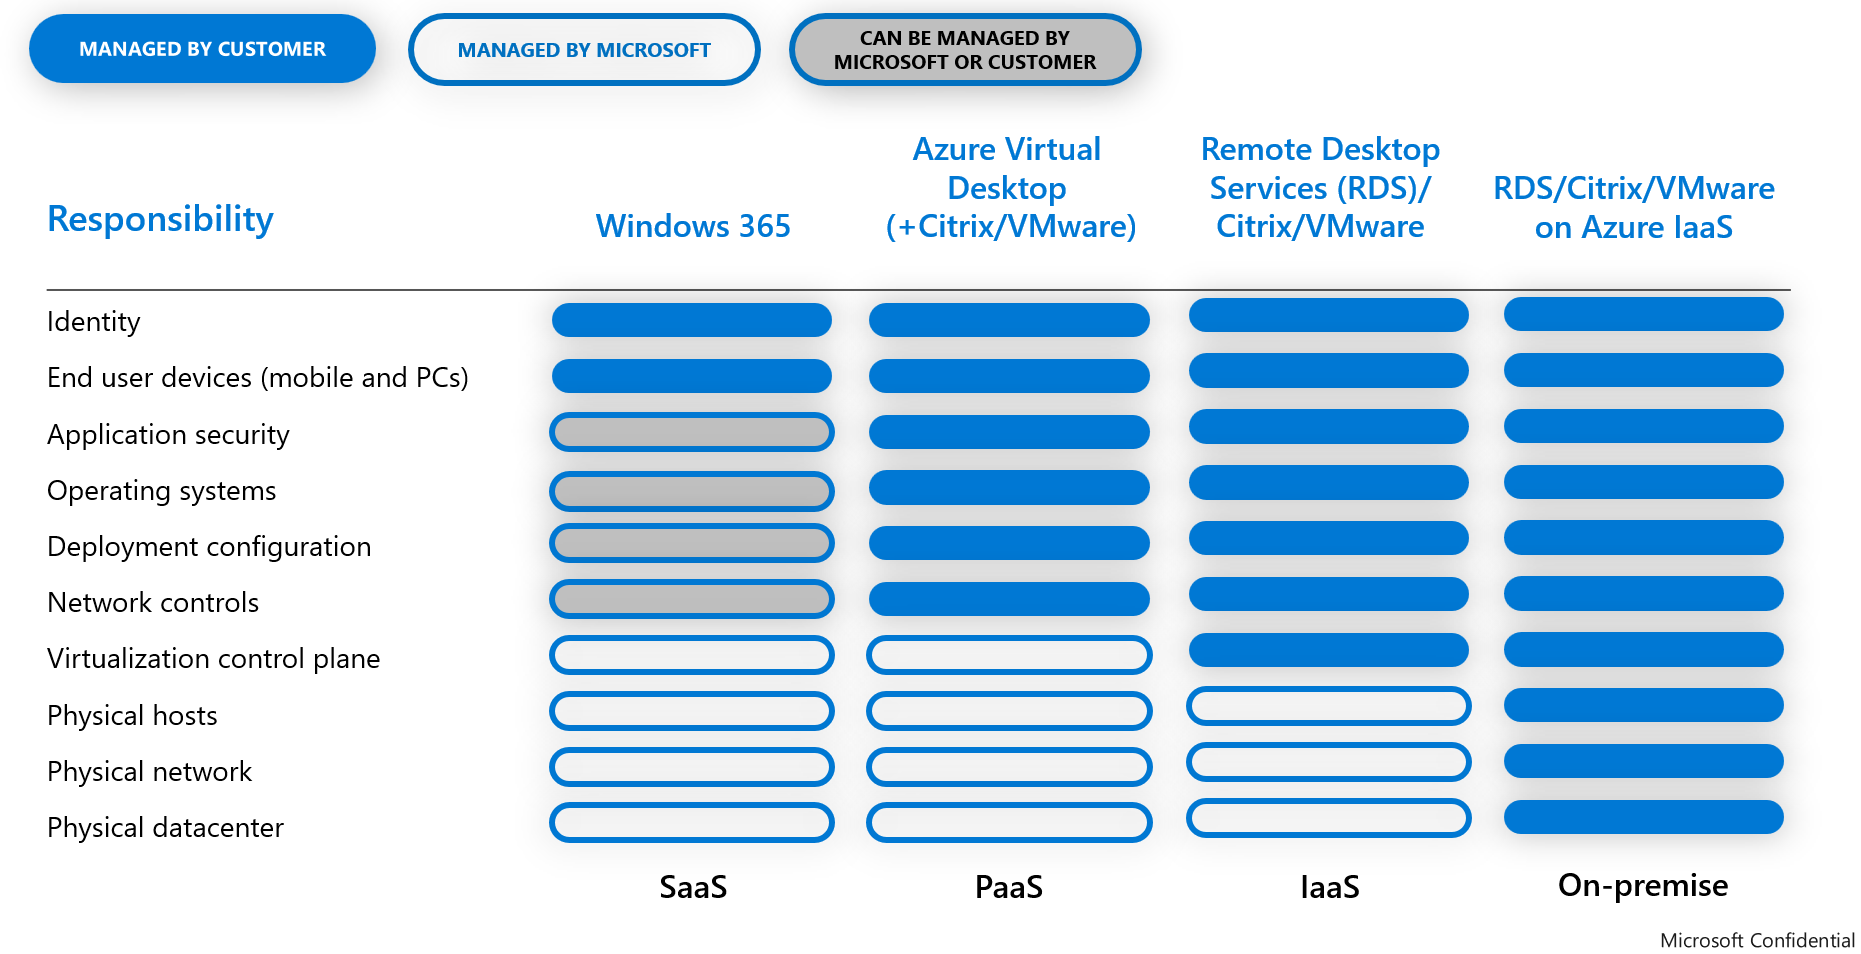 MANAGED BY CUSTOMER
MANAGED BY MICROSOFT
CAN BE MANAGED BY
MICROSOFT OR CUSTOMER
Responsibility
Windows 365
Azure Virtual
Desktop
(+Citrix/VMware)
Remote Desktop
Services (RDS)/
Citrix/VMware
RDS/Citrix/VMware
on Azure IaaS
Identity
End user devices (mobile and PCs)
Application security
Operating systems
Deployment configuration
Network controls
Virtualization control plane
Physical hosts
Physical network
Physical datacenter
SaaS
PaaS
IaaS
On-premise
Microsoft Confidential